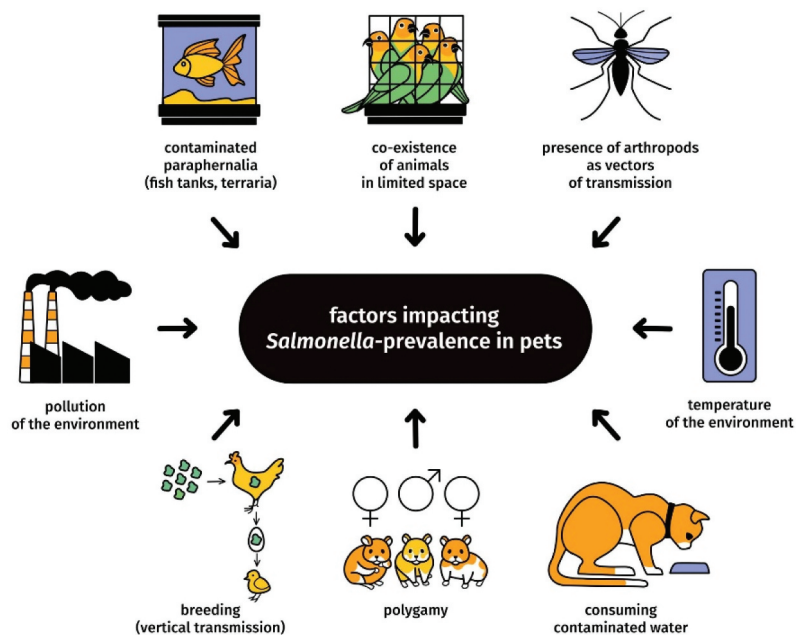 contaminated
paraphernalia
(fish tanks, terraria)
co-existence
of animals
in limited space
presence of arthropods
as vectors
of transmission
factors impacting
Salmonella-prevalence in pets
pollution
of the environment
temperature
of the environment
breeding
(vertical transmission)
polygamy
consuming
contaminated water